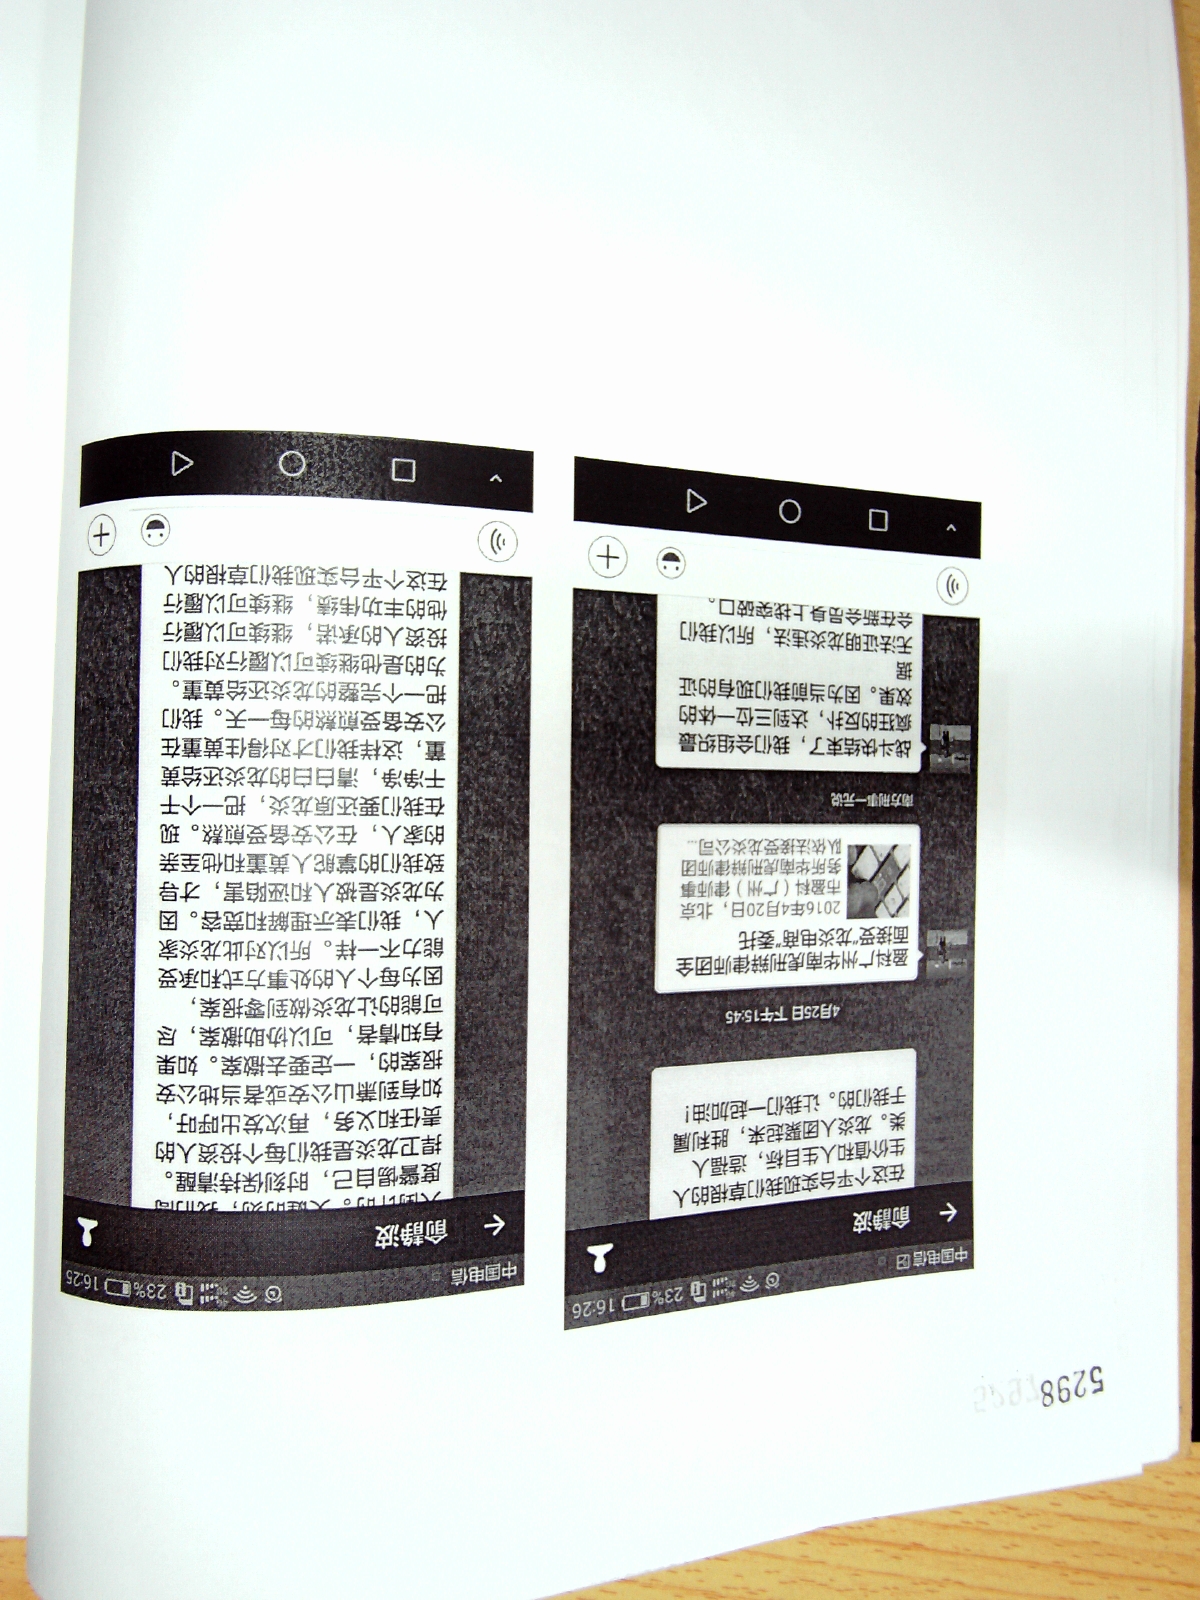 5298
中国电信
23% 16:26
俞静波
在这个平台实现我们草根的人
生价值和人生目标，造福人
类。龙炎人团聚起来，胜利属
于我们的。让我们一起加油！
4月25日 下午15:45
盈科广州华南虎刑辩律师团全
面接受“龙炎电商”委托
2016年4月20日，北京
市盈科（广州）律师事
务所华南虎刑辩律师团
队依法接受龙炎公司...
南方刑事一元说
战斗快结束了，我们会组织最
疯狂的反扑，达到三位一体的
效果。因为当前我们现有的证
据
无法证明龙炎违法，所以我们
会在新会员身上找突破口。
中国电信
23% 16:25
俞静波
度警惕自己，时刻保持清醒。
捍卫龙炎是我们每个投资人的
责任和义务，再次发出呼吁，
如有到萧山公安或者当地公安
报案的，一定要去撤案。如果
有知情者，可以协助撤案，尽
可能的让龙炎做到零报案，
因为每个人的处事方式和承受
能力不一样。所以对此龙炎家
人，我们表示理解和宽容。因
为龙炎是被人和巫陷害，才导
致我们的掌舵人黄董和他至亲
的家人，在公安备受煎熬。现
在我们要还原龙炎，把一个干
干净净，清白白的龙炎还给黄
董，这样我们才对得住黄董在
公安备受煎熬的每一天。我们
把一个完整的龙炎还给黄董。
为的是他继续可以履行对我们
投资人的承诺，继续可以履行
他的丰功伟绩，继续可以履行
在这个平台实现我们草根的人